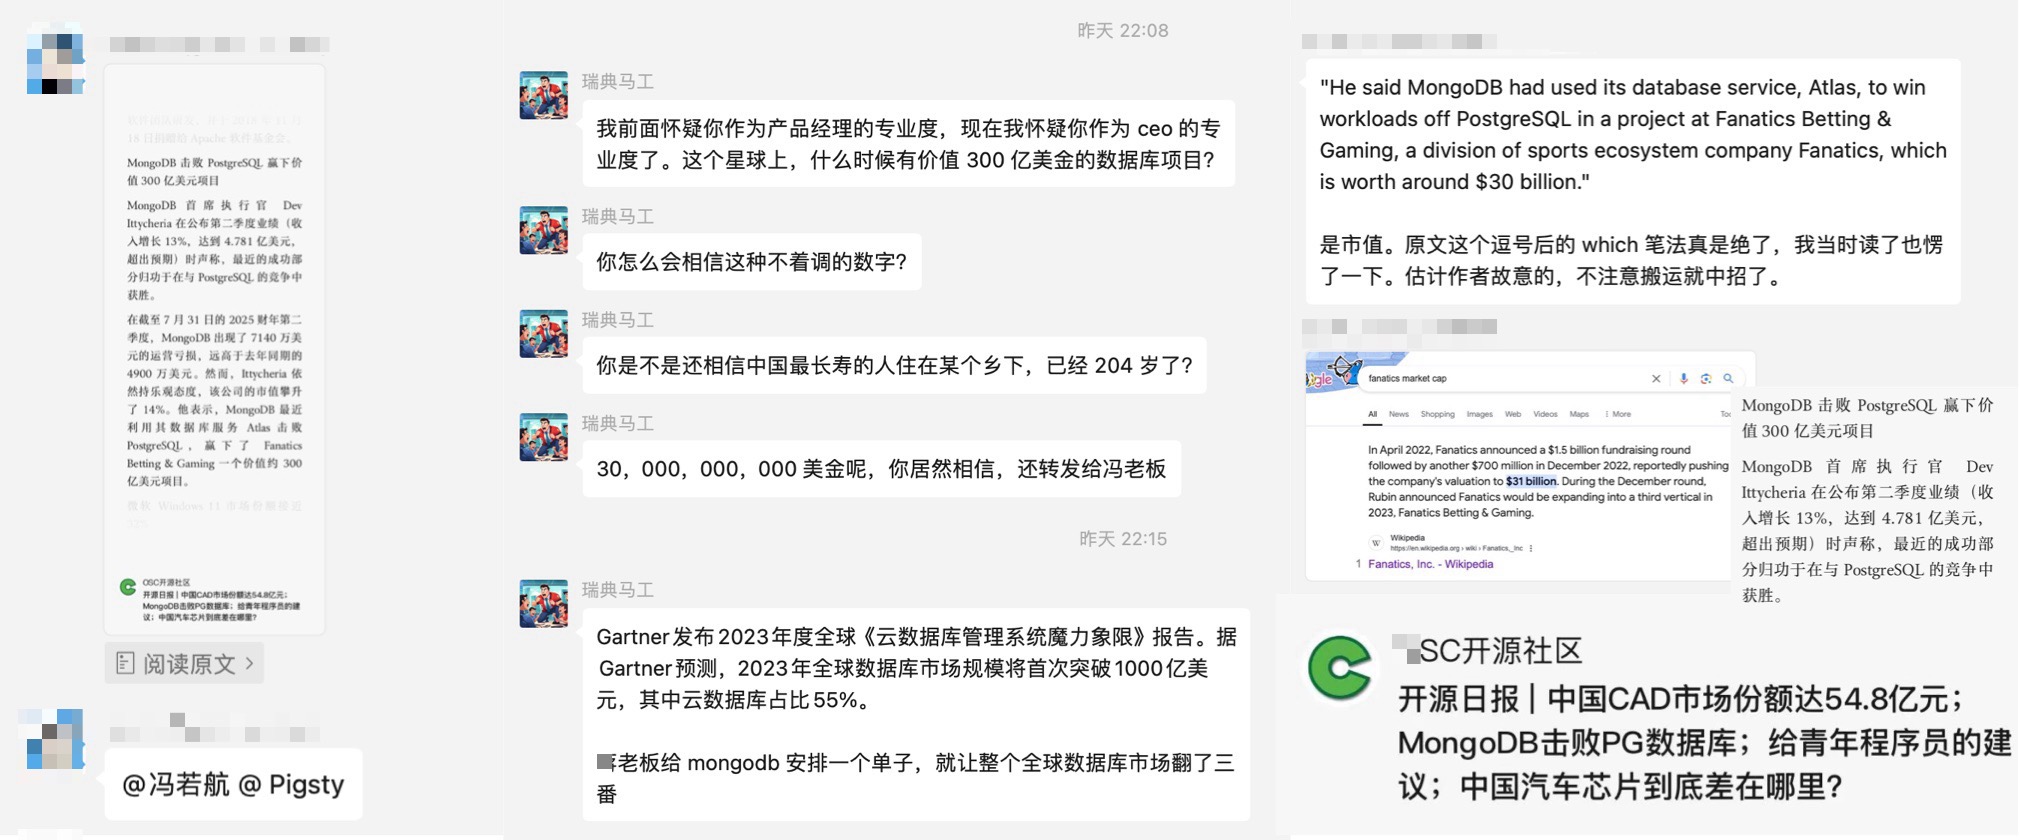 18 日捐赠给 Apache 软件基金会。
MongoDB 击败 PostgreSQL 赢下价
值 300 亿美元项目
MongoDB 首席执行官 Dev
Ittycheria 在公布第二季度业绩（收
入增长 13%，达到 4.781 亿美元，
超出预期）时声称，最近的成功部
分归功于在与 PostgreSQL 的竞争中
获胜。
在截至 7 月 31 日的 2025 财年第二
季度，MongoDB 出现了 7140 万美
元的运营亏损，远高于去年同期的
4900 万美元。然而，Ittycheria 依
然持乐观态度，该公司的市值攀升
了 14%。他表示，MongoDB 最近
利用其数据库服务 Atlas 击败
PostgreSQL，赢下了 Fanatics
Betting & Gaming 一个价值约 300
亿美元项目。
微软 Windows 11 市场份额接近
OSC开源社区
开源日报 | 中国CAD市场份额达54.8亿元；
MongoDB击败PG数据库；给青年程序员的建
议；中国汽车芯片到底差在哪里？
阅读原文
@冯若航 @ Pigsty
昨天 22:08
瑞典马工
我前面怀疑你作为产品经理的专业度，现在我怀疑你作为 ceo 的专
业度了。这个星球上，什么时候有价值 300 亿美金的数据库项目？
瑞典马工
你怎么会相信这种不着调的数字？
瑞典马工
你是不是还相信中国最长寿的人住在某个乡下，已经 204 岁了？
瑞典马工
30，000，000，000 美金呢，你居然相信，还转发给冯老板
昨天 22:15
瑞典马工
Gartner发布2023年度全球《云数据库管理系统魔力象限》报告。据
Gartner预测，2023年全球数据库市场规模将首次突破1000亿美
元，其中云数据库占比55%。
老板给 mongodb 安排一个单子，就让整个全球数据库市场翻了三
番
"He said MongoDB had used its database service, Atlas, to win
workloads off PostgreSQL in a project at Fanatics Betting &
Gaming, a division of sports ecosystem company Fanatics, which
is worth around $30 billion."
是市值。原文这个逗号后的 which 笔法真是绝了，我当时读了也愣
了一下。估计作者故意的，不注意搬运就中招了。
gle
fanatics market cap
All News Shopping Images Web Videos Maps More Too
In April 2022, Fanatics announced a $1.5 billion fundraising round
followed by another $700 million in December 2022, reportedly pushing
the company's valuation to $31 billion. During the December round,
Rubin announced Fanatics would be expanding into a third vertical in
2023, Fanatics Betting & Gaming.
W Wikipedia
https://en.wikipedia.org › wiki › Fanatics,_Inc
1 Fanatics, Inc. - Wikipedia
MongoDB 击败 PostgreSQL 赢下价
值 300 亿美元项目
MongoDB 首席执行官 Dev
Ittycheria 在公布第二季度业绩（收
入增长 13%，达到 4.781 亿美元，
超出预期）时声称，最近的成功部
分归功于在与 PostgreSQL 的竞争中
获胜。
SC开源社区
开源日报 | 中国CAD市场份额达54.8亿元；
MongoDB击败PG数据库；给青年程序员的建
议；中国汽车芯片到底差在哪里？